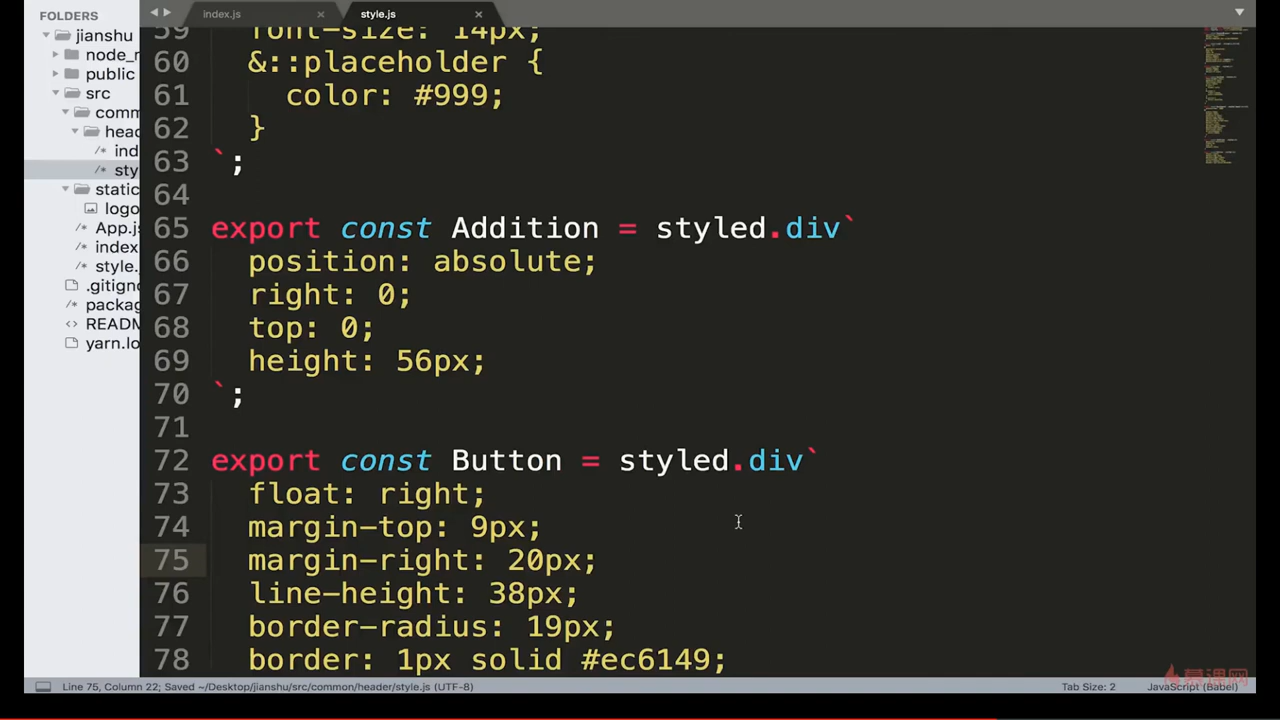 FOLDERS
jianshu
node_r
public
src
comm
head
ind
sty
static
logo
App.js
index
style.
.gitign
packag
READM
yarn.lo
index.js ×
style.js ×
59 font-size: 14px;
60 &::placeholder {
61 color: #999;
62 }
63 `;
64
65 export const Addition = styled.div`
66 position: absolute;
67 right: 0;
68 top: 0;
69 height: 56px;
70 `;
71
72 export const Button = styled.div`
73 float: right;
74 margin-top: 9px;
75 margin-right: 20px;
76 line-height: 38px;
77 border-radius: 19px;
78 border: 1px solid #ec6149;
慕课网
Line 75, Column 22; Saved ~/Desktop/jianshu/src/common/header/style.js (UTF-8)
Tab Size: 2
JavaScript (Babel)